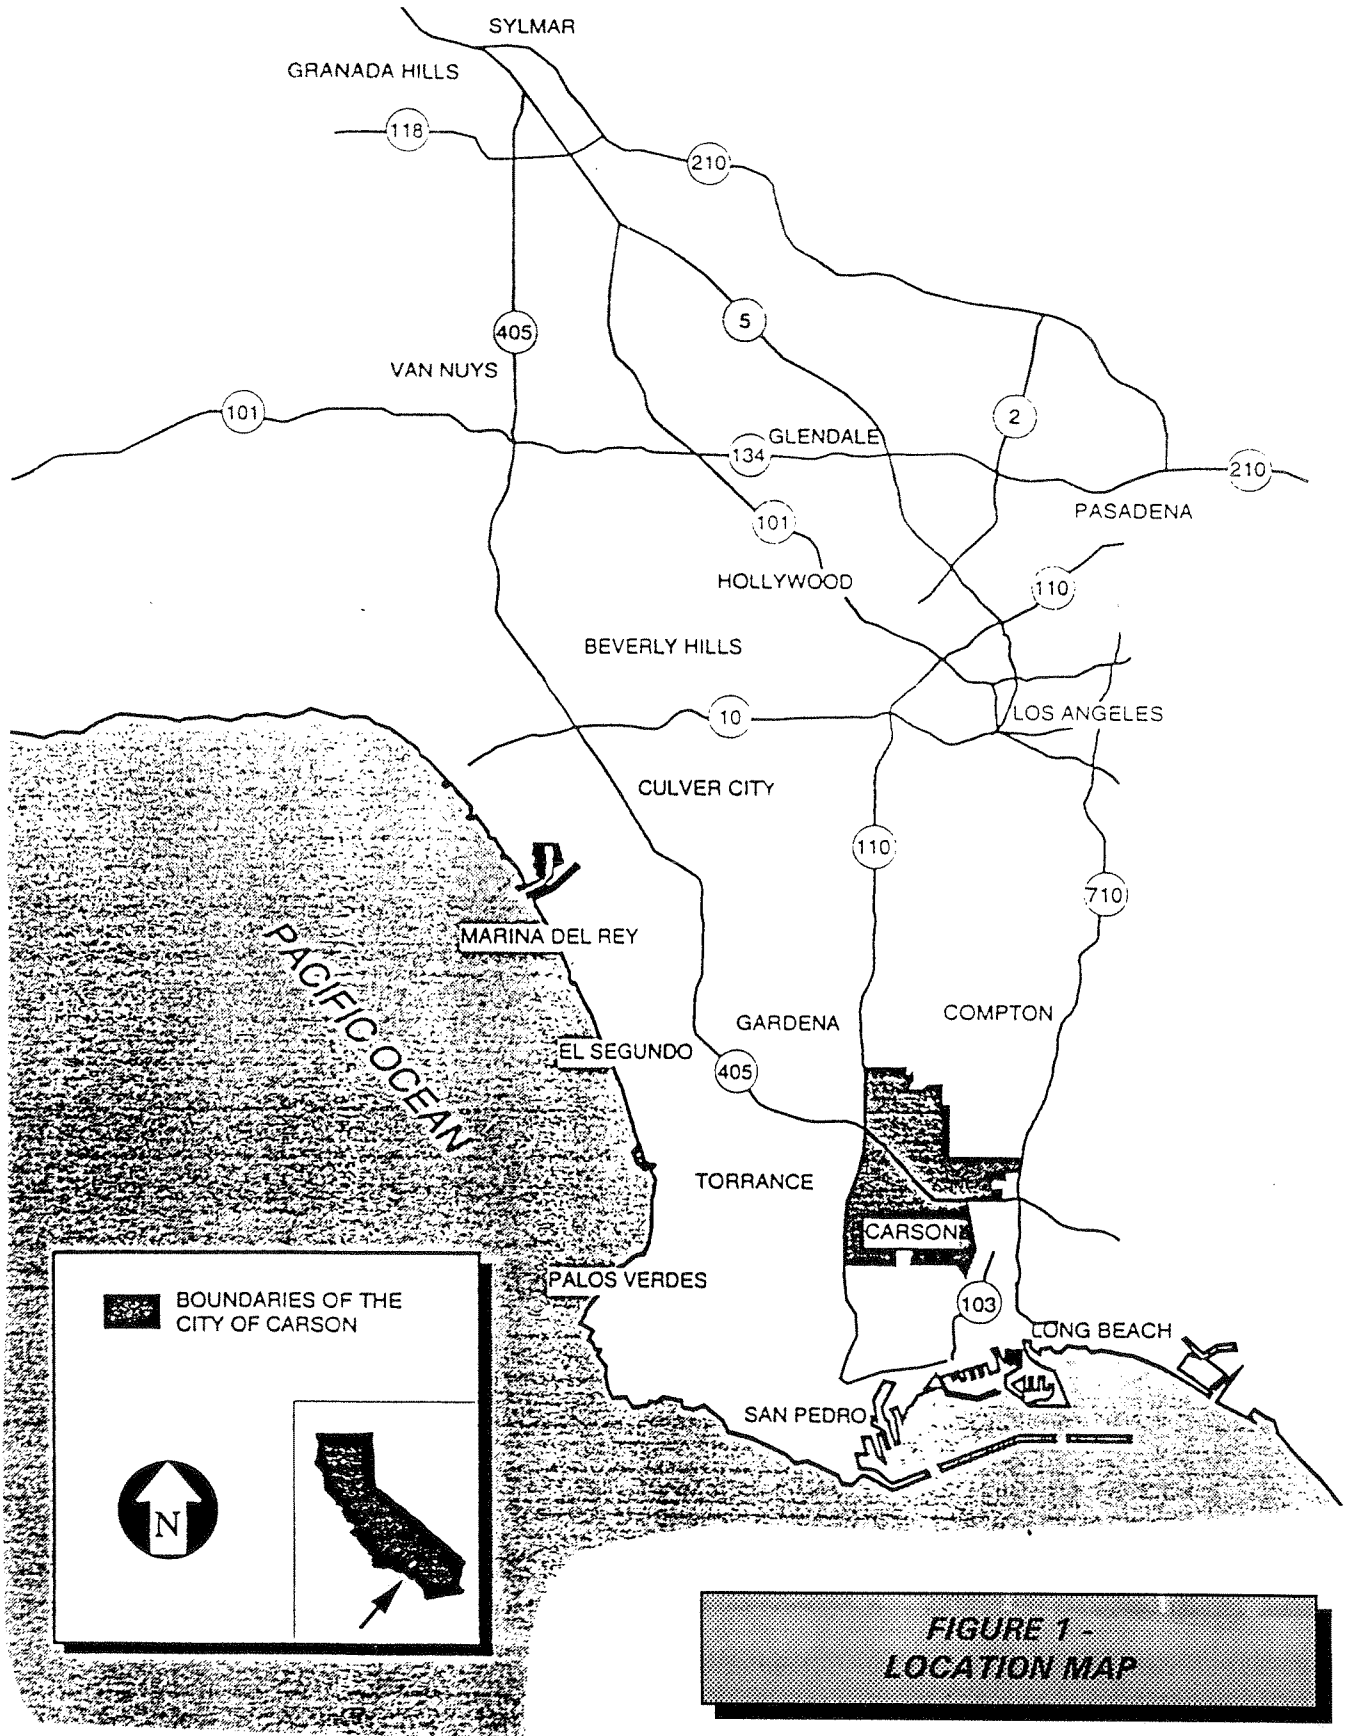 SYLMAR
GRANADA HILLS
118
210
405
5
VAN NUYS
101
2
GLENDALE
134
210
PASADENA
101
HOLLYWOOD
110
BEVERLY HILLS
10
LOS ANGELES
CULVER CITY
110
710
MARINA DEL REY
PACIFIC OCEAN
COMPTON
GARDENA
EL SEGUNDO
405
TORRANCE
CARSON
PALOS VERDES
103
LONG BEACH
SAN PEDRO
BOUNDARIES OF THE
CITY OF CARSON
N
FIGURE 1 -
LOCATION MAP